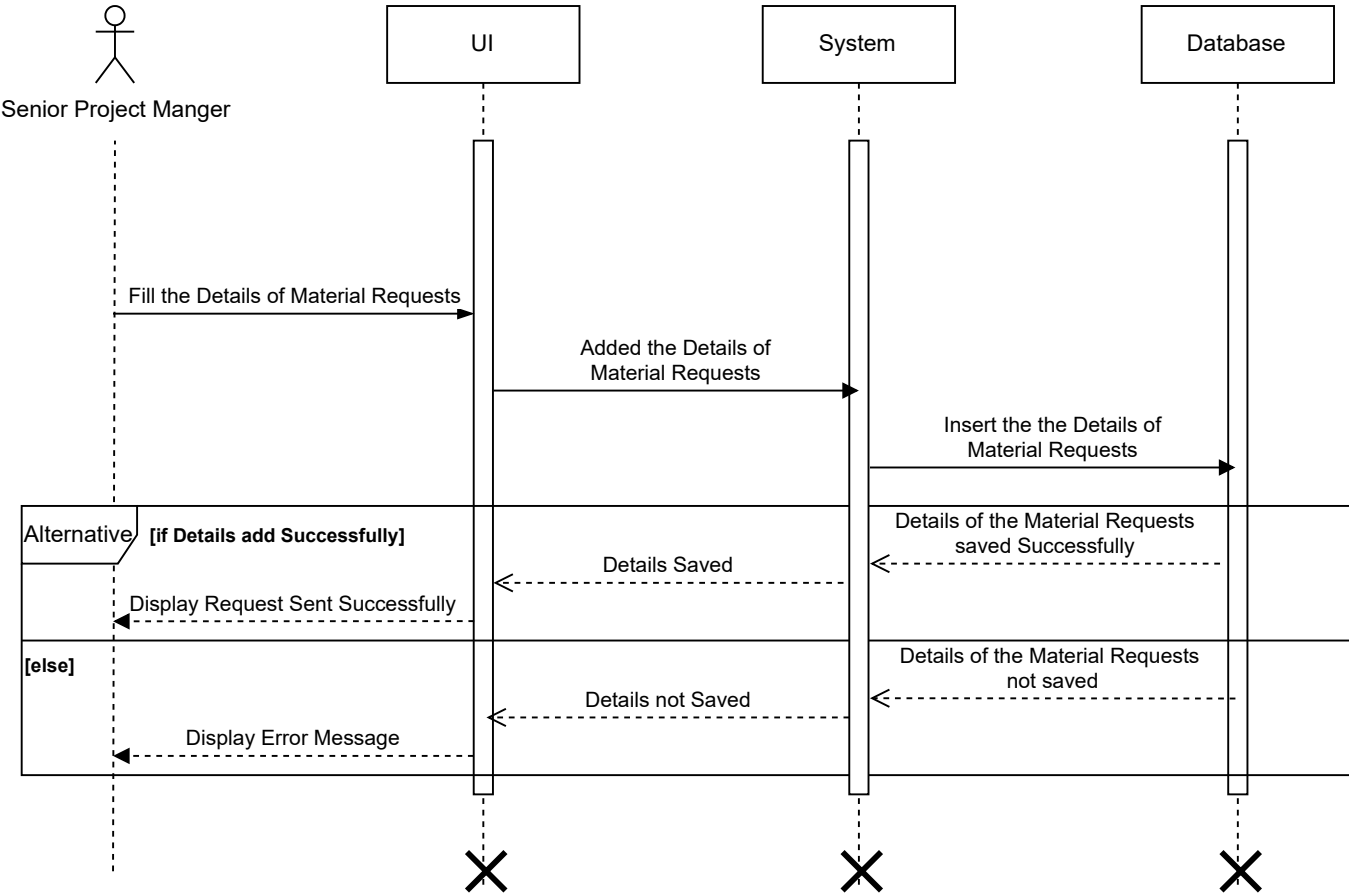 UI
System
Database
Senior Project Manger
Fill the Details of Material Requests
Added the Details of
Material Requests
Insert the the Details of
Material Requests
Alternative
[if Details add Successfully]
Details of the Material Requests
saved Successfully
Details Saved
Display Request Sent Successfully
[else]
Details of the Material Requests
not saved
Details not Saved
Display Error Message